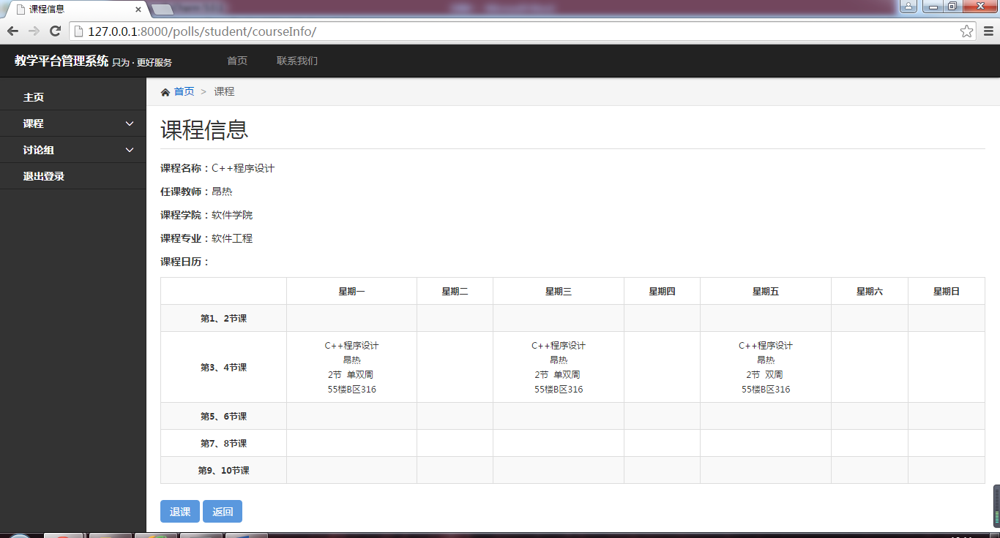 课程信息
127.0.0.1:8000/polls/student/courseInfo/
教学平台管理系统 只为 · 更好服务 首页 联系我们
主页
课程
讨论组
退出登录
首页 > 课程
课程信息
课程名称：C++程序设计
任课教师：昂热
课程学院：软件学院
课程专业：软件工程
课程日历：
星期一 星期二 星期三 星期四 星期五 星期六 星期日
第1、2节课
第3、4节课
C++程序设计
昂热
2节 单双周
55楼B区316
C++程序设计
昂热
2节 单双周
55楼B区316
C++程序设计
昂热
2节 双周
55楼B区316
第5、6节课
第7、8节课
第9、10节课
退课 返回